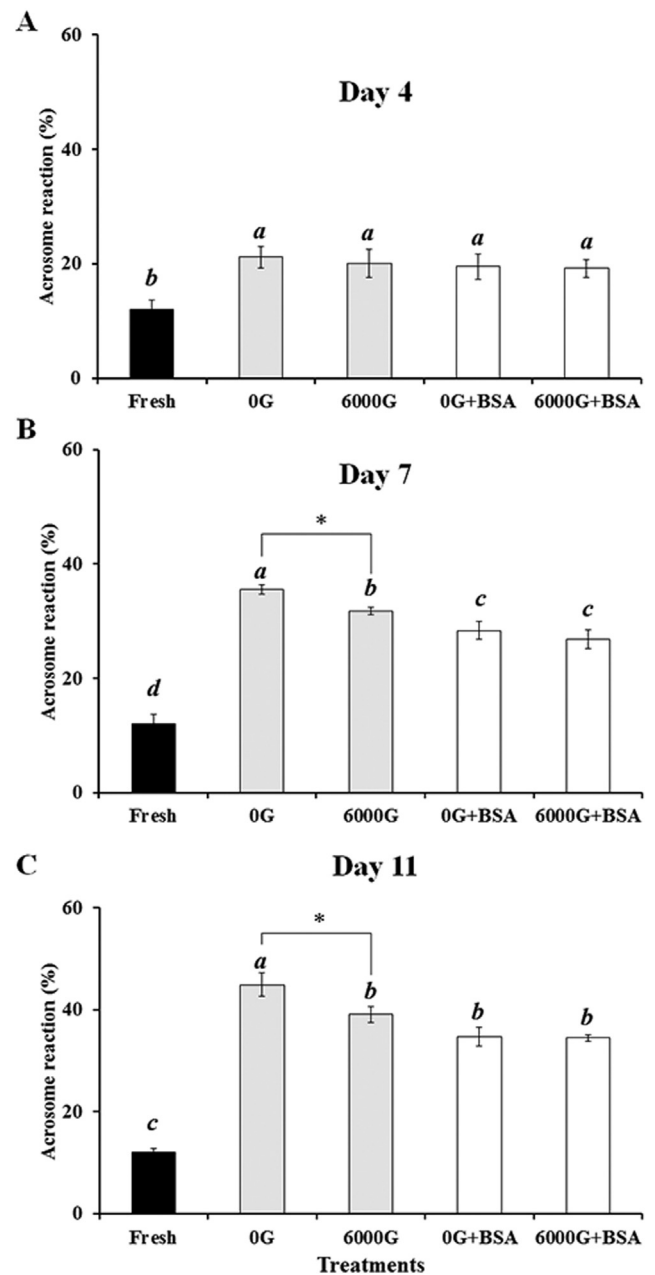 A
60
Day 4
40
Acrosome reaction (%)
a a a a
20
b
0
Fresh 0G 6000G 0G+BSA 6000G+BSA
B
60
Day 7
*
40
Acrosome reaction (%)
a
b
c c
20
d
0
Fresh 0G 6000G 0G+BSA 6000G+BSA
C
Day 11
60
*
a
Acrosome reaction (%)
40
b
b b
20
c
0
Fresh 0G 6000G 0G+BSA 6000G+BSA
Treatments